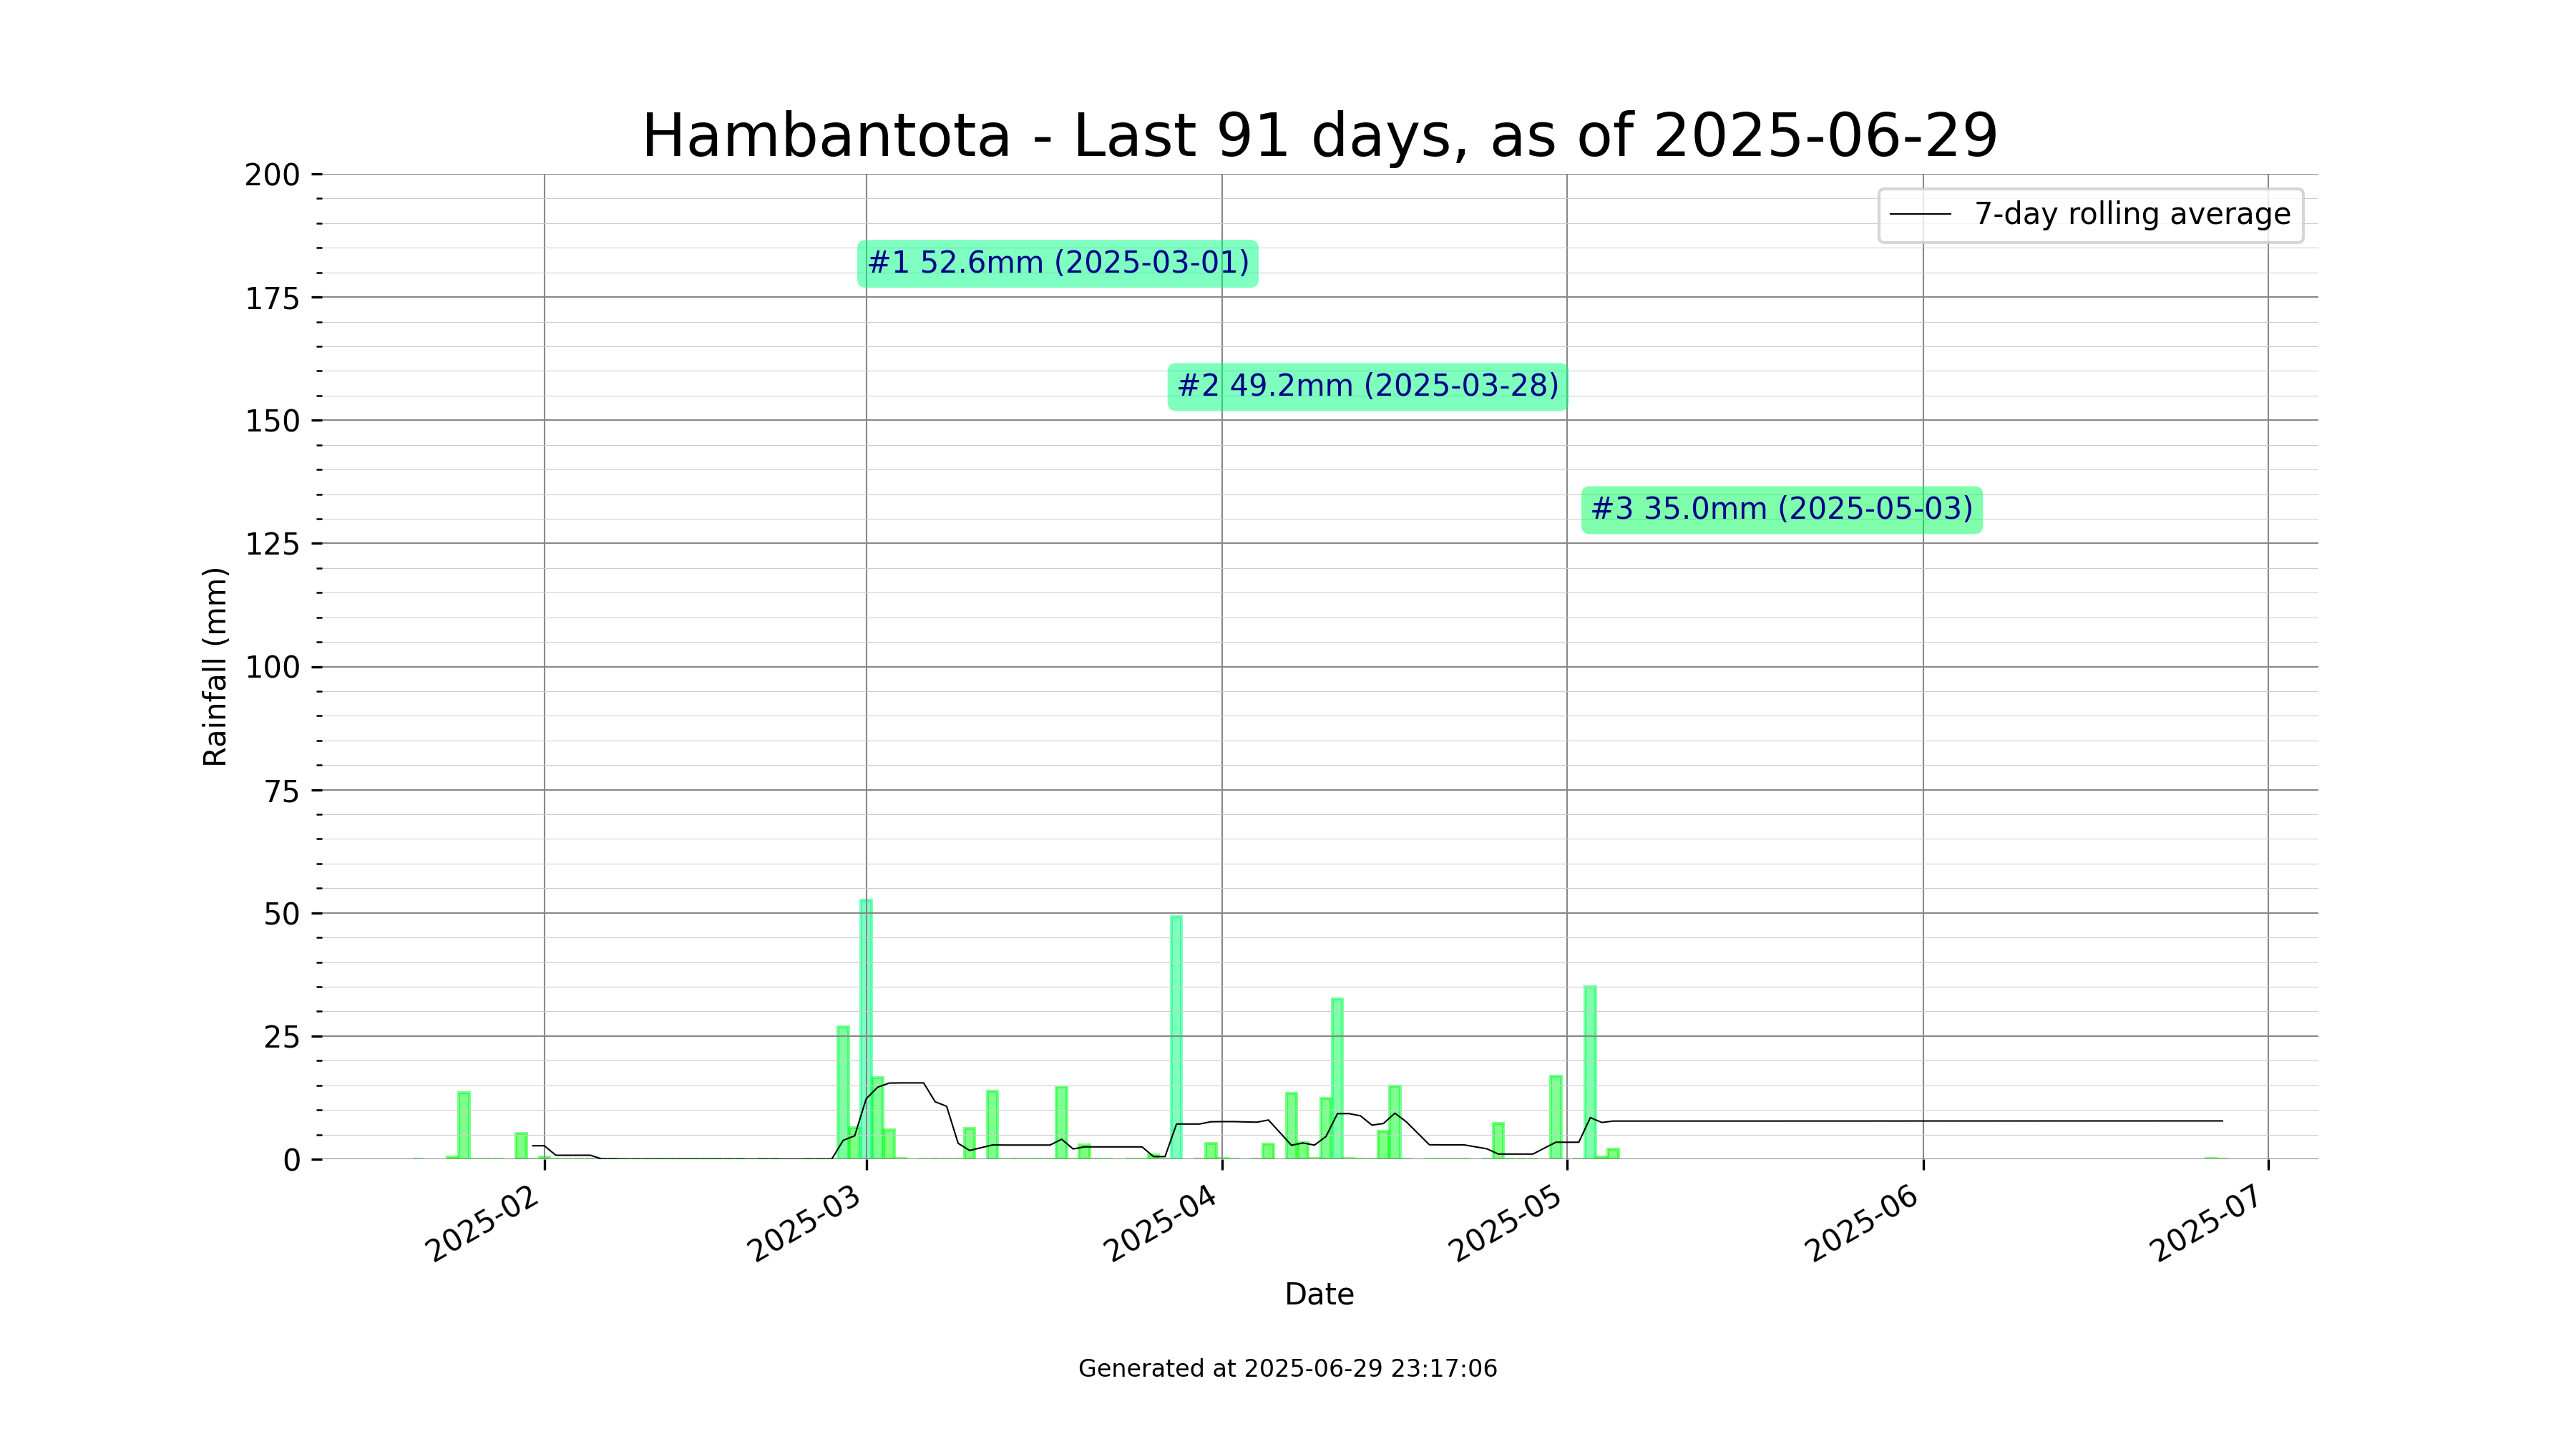 Hambantota - Last 91 days, as of 2025-06-29
200
175
150
125
100
75
50
25
0
Rainfall (mm)
7-day rolling average
#1 52.6mm (2025-03-01)
#2 49.2mm (2025-03-28)
#3 35.0mm (2025-05-03)
2025-02
2025-03
2025-04
2025-05
2025-06
2025-07
Date
Generated at 2025-06-29 23:17:06